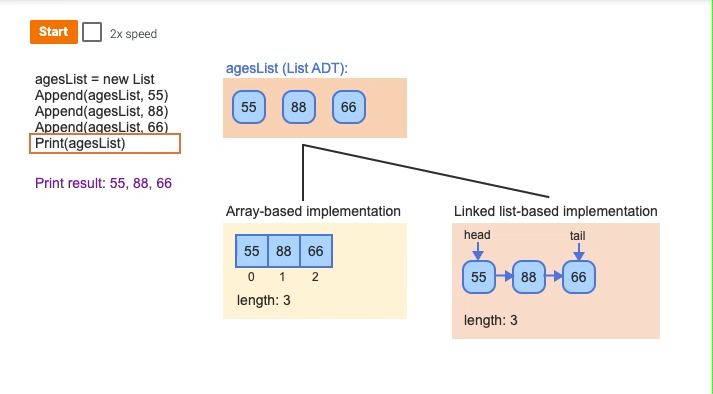 Start
2x speed
agesList = new List
Append(agesList, 55)
Append(agesList, 88)
Append(agesList, 66)
Print(agesList)
Print result: 55, 88, 66
agesList (List ADT):
55 88 66
Array-based implementation
55 88 66
0 1 2
length: 3
Linked list-based implementation
head tail
55 88 66
length: 3